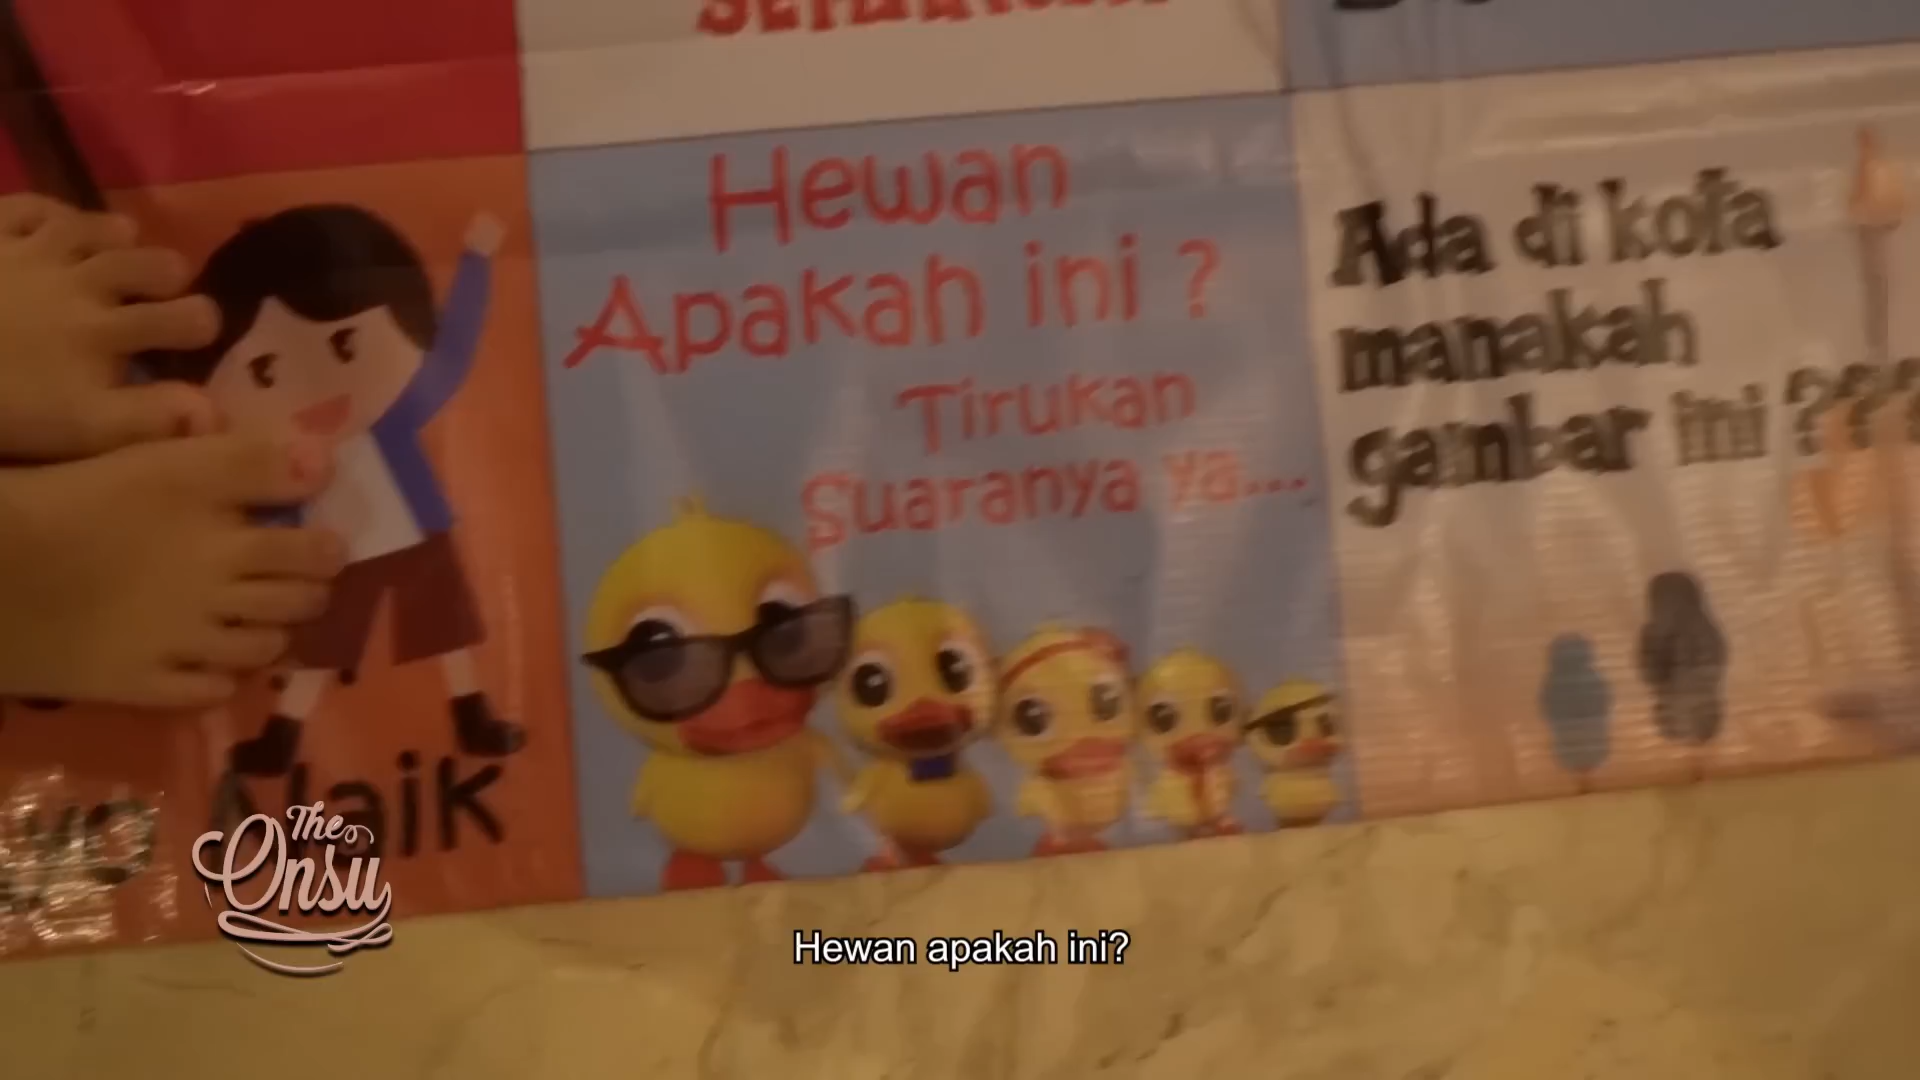 Hewan
Apakah ini ?
Tirukan
Suaranya ya...
Ada di kota
manakah
gambar ini ???
Naik
The
Onsu
Hewan apakah ini?